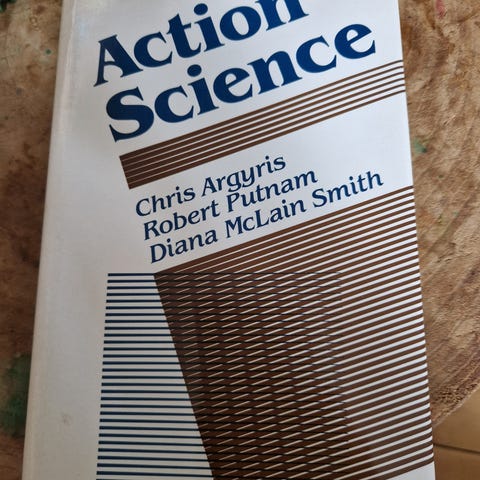 Action
Science
Chris Argyris
Robert Putnam
Diana McLain Smith